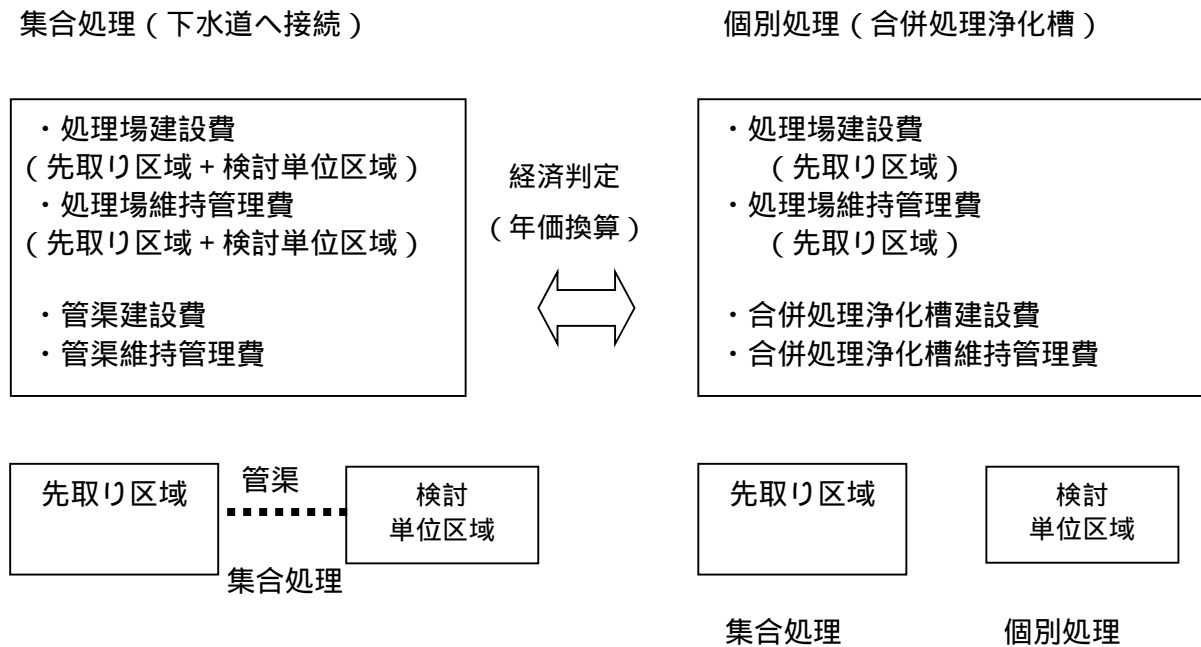 集合処理（下水道へ接続）
個別処理（合併処理浄化槽）
・処理場建設費
（先取り区域＋検討単位区域）
・処理場維持管理費
（先取り区域＋検討単位区域）
・管渠建設費
・管渠維持管理費
経済判定
（年価換算）
・処理場建設費
（先取り区域）
・処理場維持管理費
（先取り区域）
・合併処理浄化槽建設費
・合併処理浄化槽維持管理費
先取り区域
管渠
検討
単位区域
集合処理
先取り区域
検討
単位区域
集合処理
個別処理